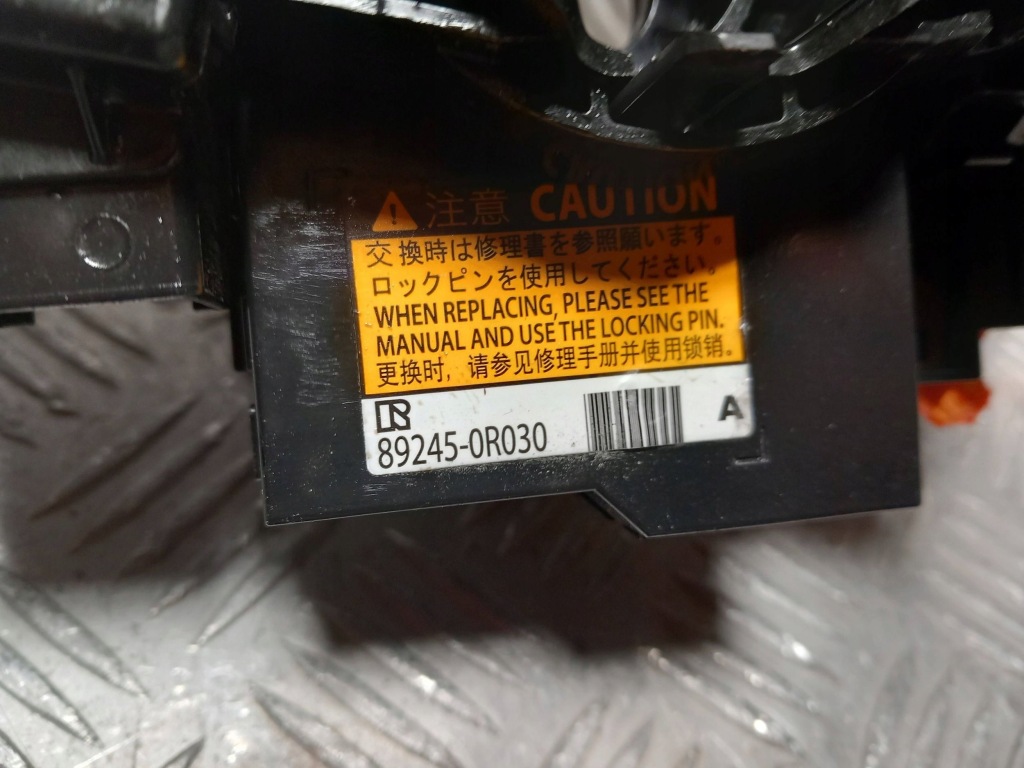 注意 CAUTION
交換時は修理書を参照願います。
ロックピンを使用してください。
WHEN REPLACING, PLEASE SEE THE
MANUAL AND USE THE LOCKING PIN.
更换时，请参见修理手册并使用锁销。
89245-0R030
A